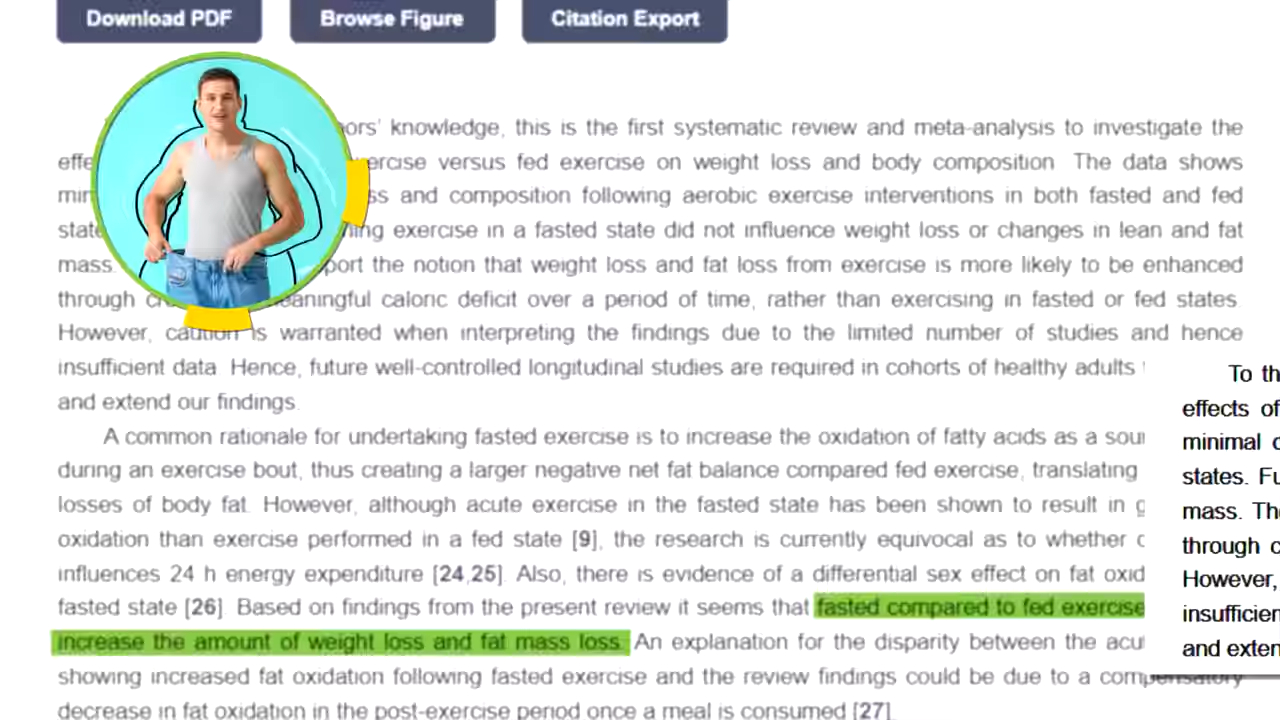 Download PDF
Browse Figure
Citation Export
ors' knowledge, this is the first systematic review and meta-analysis to investigate the
effe ercise versus fed exercise on weight loss and body composition. The data shows
min ss and composition following aerobic exercise interventions in both fasted and fed
state ing exercise in a fasted state did not influence weight loss or changes in lean and fat
mass. port the notion that weight loss and fat loss from exercise is more likely to be enhanced
through c eaningful caloric deficit over a period of time, rather than exercising in fasted or fed states.
However, caution is warranted when interpreting the findings due to the limited number of studies and hence
insufficient data. Hence, future well-controlled longitudinal studies are required in cohorts of healthy adults
and extend our findings.
A common rationale for undertaking fasted exercise is to increase the oxidation of fatty acids as a sour
during an exercise bout, thus creating a larger negative net fat balance compared fed exercise, translating
losses of body fat. However, although acute exercise in the fasted state has been shown to result in g
oxidation than exercise performed in a fed state [9], the research is currently equivocal as to whether
influences 24 h energy expenditure [24,25]. Also, there is evidence of a differential sex effect on fat oxid
fasted state [26]. Based on findings from the present review it seems that fasted compared to fed exercise
increase the amount of weight loss and fat mass loss. An explanation for the disparity between the acu
showing increased fat oxidation following fasted exercise and the review findings could be due to a compensatory
decrease in fat oxidation in the post-exercise period once a meal is consumed [27].
To th
effects of
minimal c
states. Fu
mass. The
through c
However,
insufficien
and exten